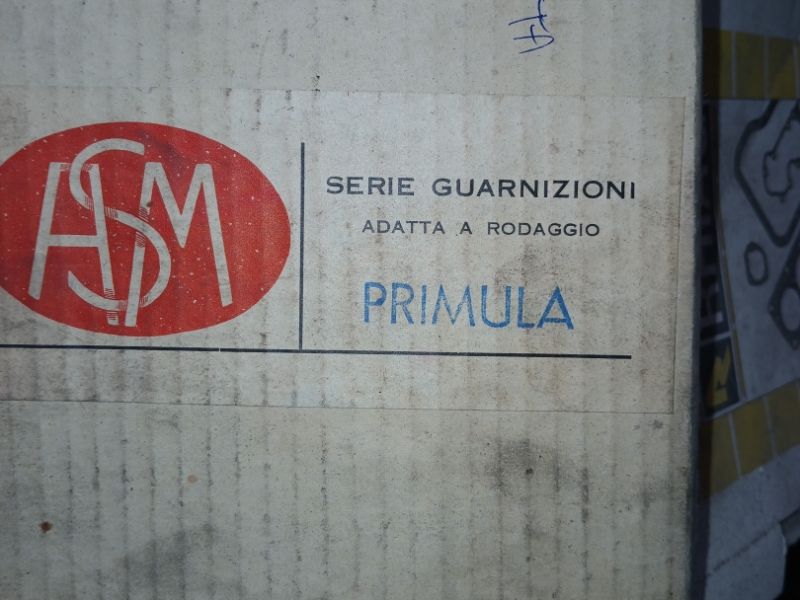 ASM
SERIE GUARNIZIONI
ADATTA A RODAGGIO
PRIMULA